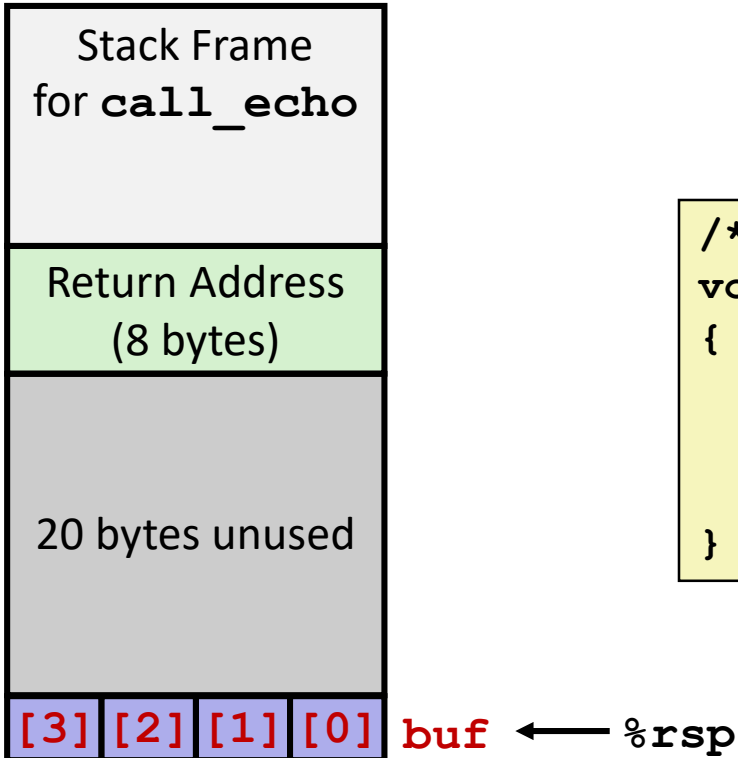 Stack Frame
for call_echo
Return Address
(8 bytes)
20 bytes unused
[3] [2] [1] [0] buf %rsp
/*
{
}